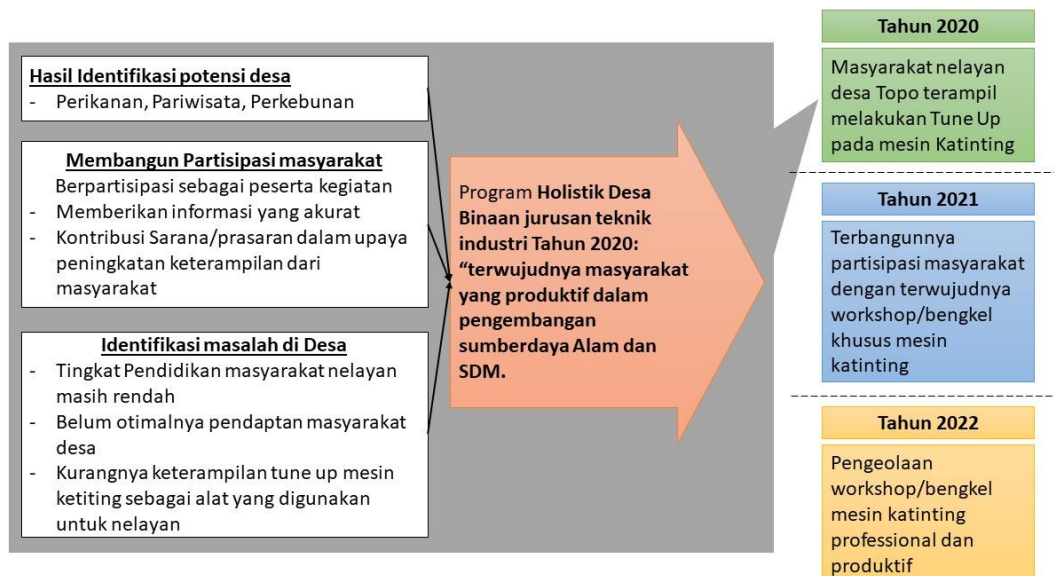 Hasil Identifikasi potensi desa
- Perikanan, Pariwisata, Perkebunan
Membangun Partisipasi masyarakat
Berpartisipasi sebagai peserta kegiatan
- Memberikan informasi yang akurat
- Kontribusi Sarana/prasaran dalam upaya
peningkatan keterampilan dari
masyarakat
Identifikasi masalah di Desa
- Tingkat Pendidikan masyarakat nelayan
masih rendah
- Belum otimalnya pendaptan masyarakat
desa
- Kurangnya keterampilan tune up mesin
ketiting sebagai alat yang digunakan
untuk nelayan
Program Holistik Desa
Binaan jurusan teknik
industri Tahun 2020:
“terwujudnya masyarakat
yang produktif dalam
pengembangan
sumberdaya Alam dan
SDM.
Tahun 2020
Masyarakat nelayan
desa Topo terampil
melakukan Tune Up
pada mesin Katinting
Tahun 2021
Terbangunnya
partisipasi masyarakat
dengan terwujudnya
workshop/bengkel
khusus mesin
katinting
Tahun 2022
Pengeolaan
workshop/bengkel
mesin katinting
professional dan
produktif